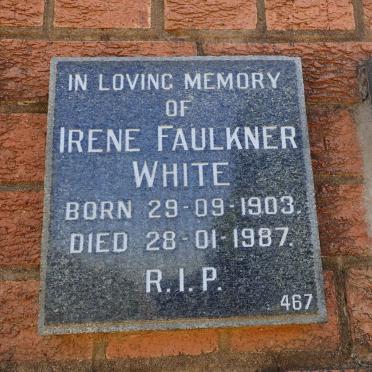 IN LOVING MEMORY
OF
IRENE FAULKNER
WHITE
BORN 29-09-1903.
DIED 28-01-1987.
R.I.P.
467